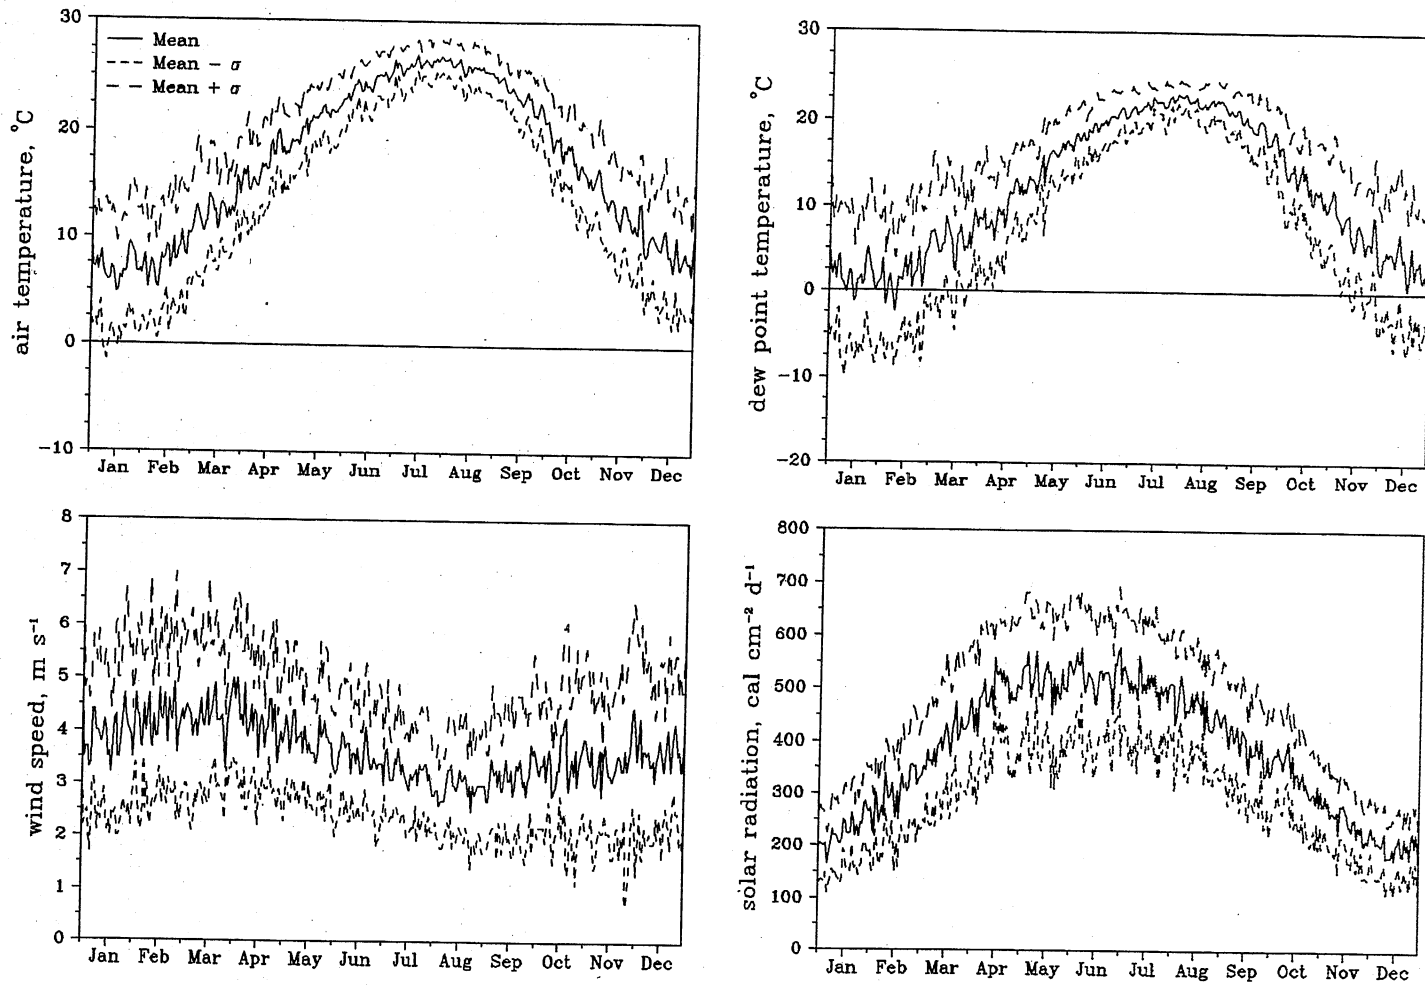 30
20
10
0
−10
air temperature, °C
Mean
Mean − σ
Mean + σ
Jan Feb Mar Apr May Jun Jul Aug Sep Oct Nov Dec
30
20
10
0
−10
−20
dew point temperature, °C
Jan Feb Mar Apr May Jun Jul Aug Sep Oct Nov Dec
8
7
6
5
4
3
2
1
0
wind speed, m s⁻¹
Jan Feb Mar Apr May Jun Jul Aug Sep Oct Nov Dec
800
700
600
500
400
300
200
100
0
solar radiation, cal cm⁻² d⁻¹
Jan Feb Mar Apr May Jun Jul Aug Sep Oct Nov Dec